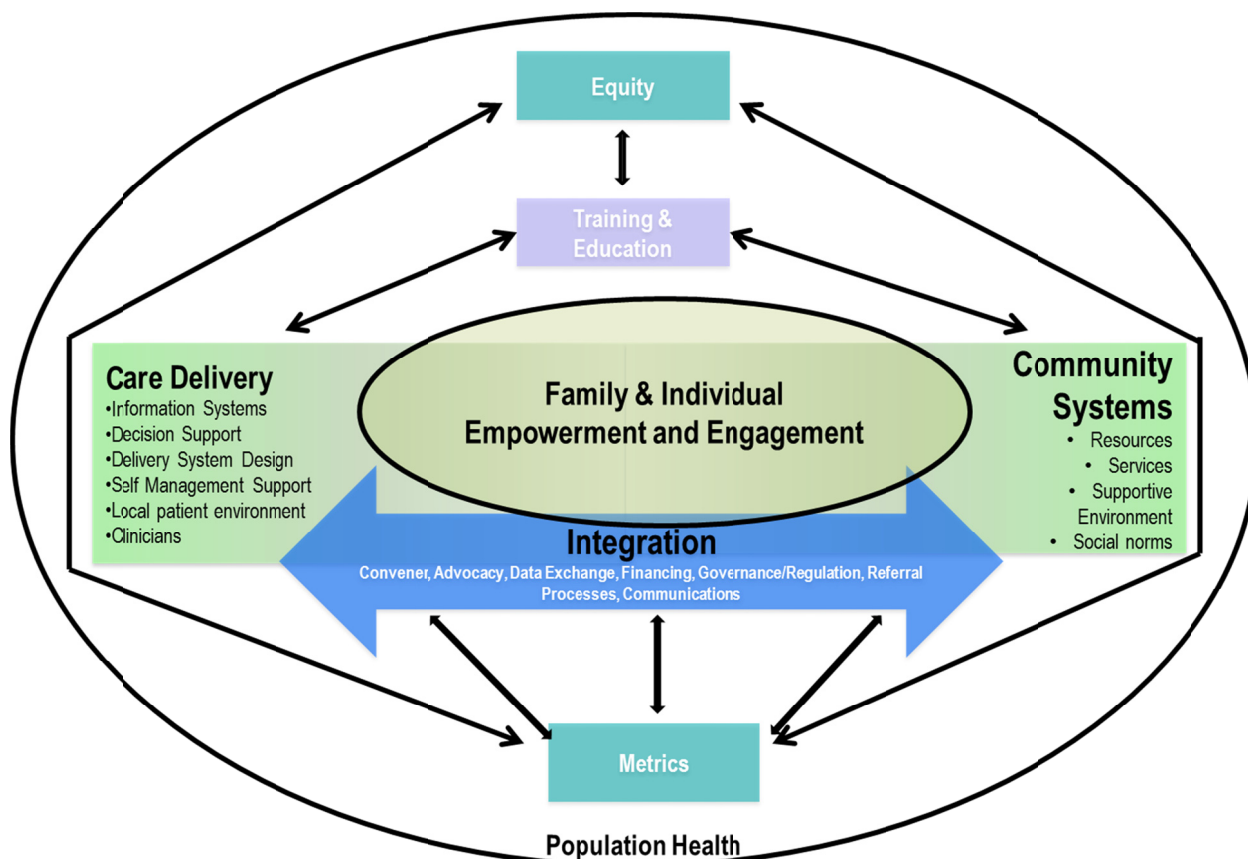 Equity
Training &
Education
Care Delivery
•Information Systems
•Decision Support
•Delivery System Design
•Self Management Support
•Local patient environment
•Clinicians
Family & Individual
Empowerment and Engagement
Community
Systems
• Resources
• Services
• Supportive
Environment
• Social norms
Integration
Convener, Advocacy, Data Exchange, Financing, Governance/Regulation, Referral
Processes, Communications
Metrics
Population Health